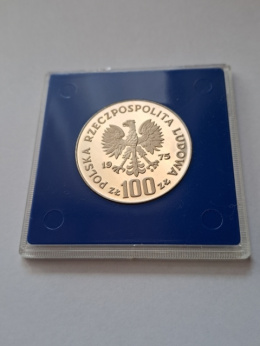 POLSKA RZECZPOSPOLITA LUDOWA
19 75
ZŁ 100 ZŁ